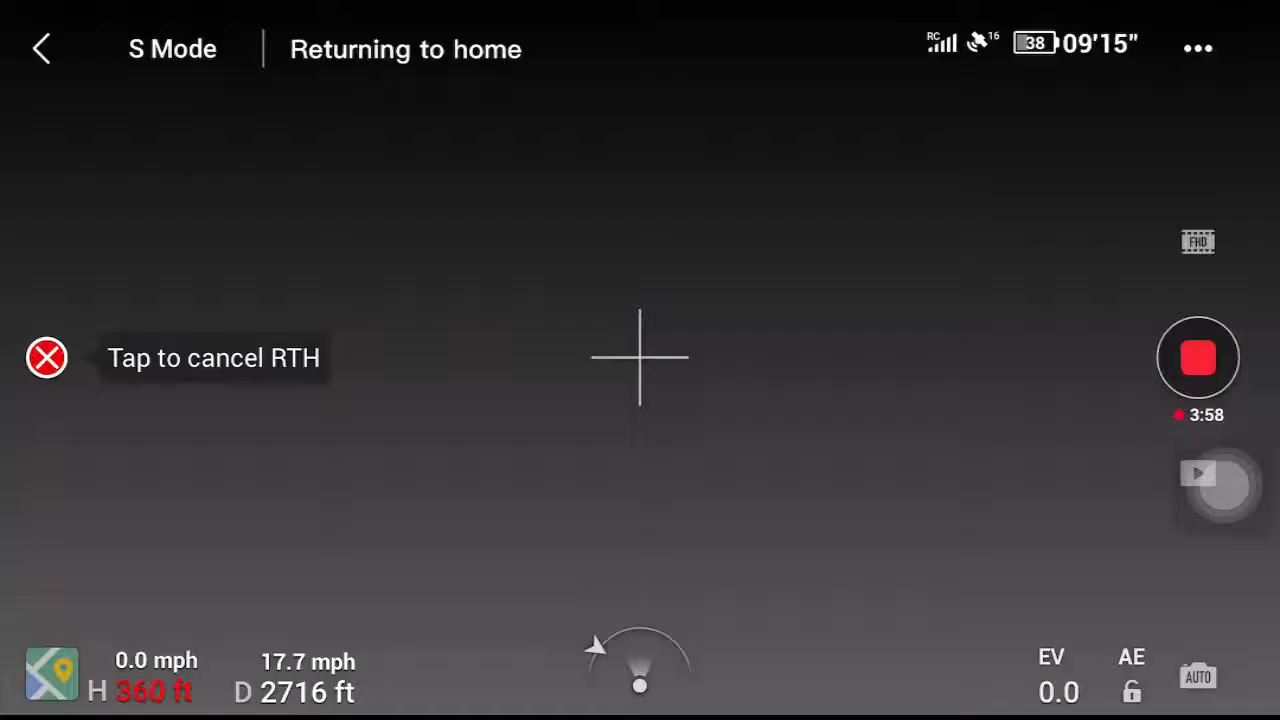 S Mode
Returning to home
RC
16
38
09'15"
FHD
Tap to cancel RTH
3:58
0.0 mph
17.7 mph
H 360 ft
D 2716 ft
EV
AE
0.0
AUTO